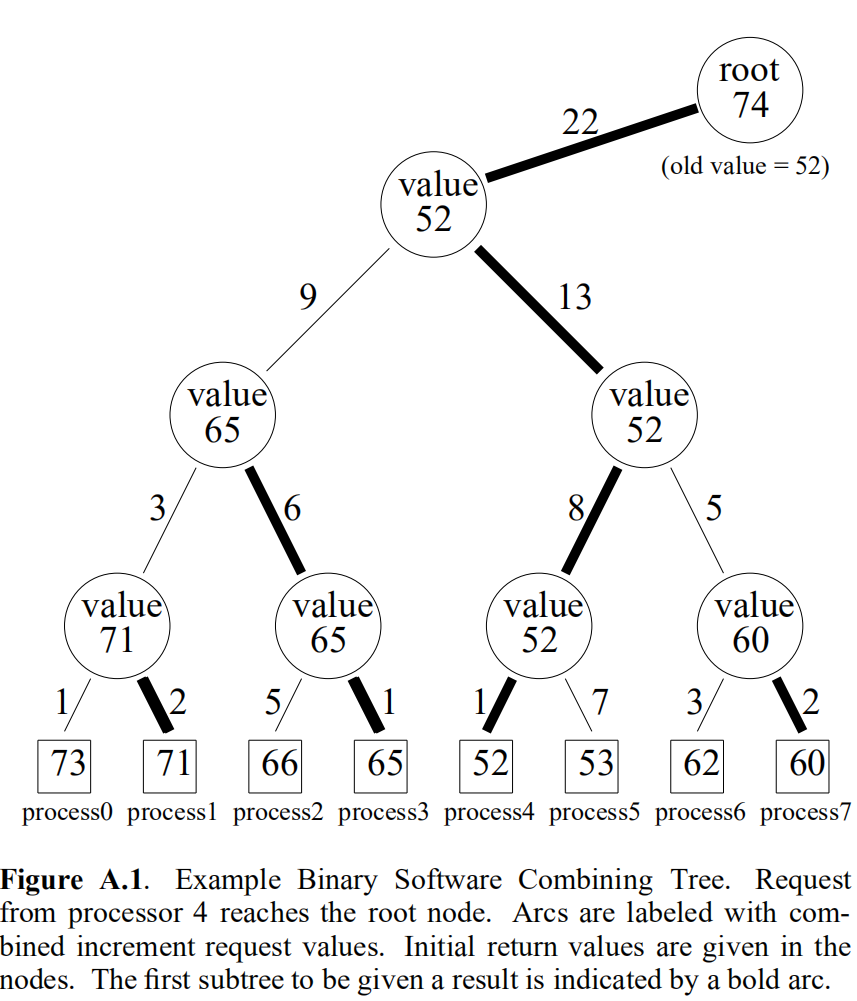 root
74
22
(old value = 52)
value
52
9
13
value
65
value
52
3
6
8
5
value
71
value
65
value
52
value
60
1
2
5
1
1
7
3
2
73
71
66
65
52
53
62
60
process0 process1 process2 process3 process4 process5 process6 process7
Figure A.1. Example Binary Software Combining Tree. Request
from processor 4 reaches the root node. Arcs are labeled with com-
bined increment request values. Initial return values are given in the
nodes. The first subtree to be given a result is indicated by a bold arc.